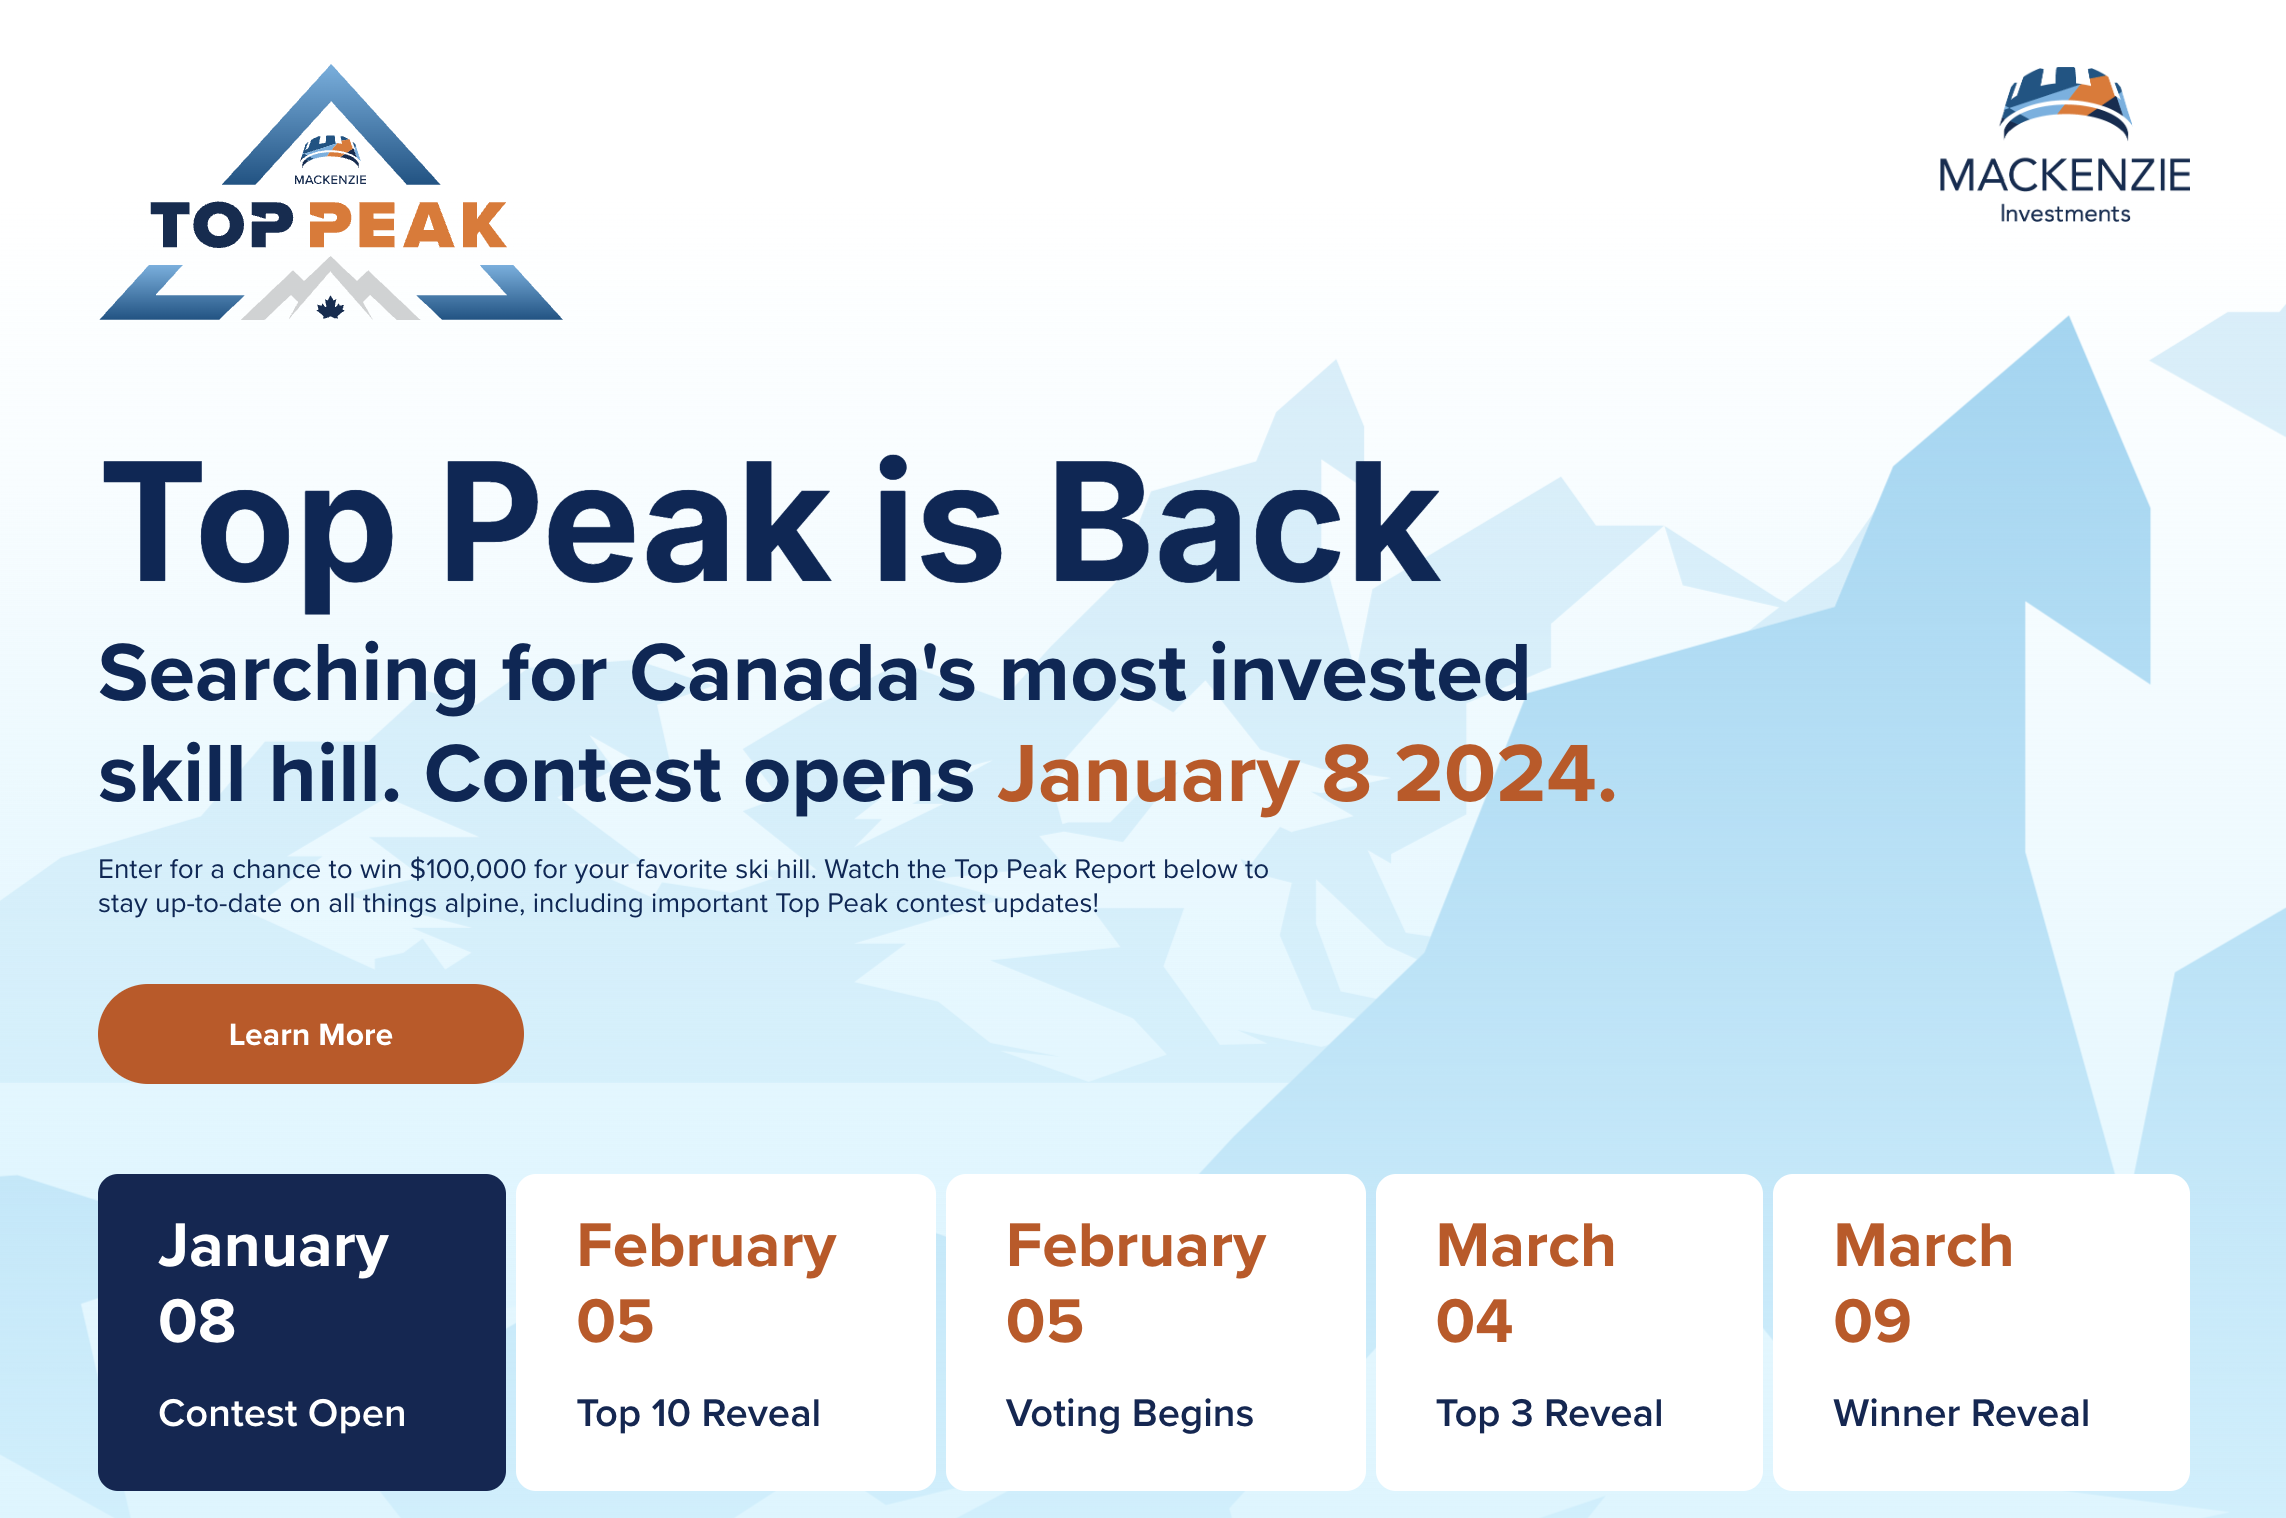 MACKENZIE
TOP PEAK
MACKENZIE
Investments
Top Peak is Back
Searching for Canada's most invested
skill hill. Contest opens January 8 2024.
Enter for a chance to win $100,000 for your favorite ski hill. Watch the Top Peak Report below to
stay up-to-date on all things alpine, including important Top Peak contest updates!
Learn More
January
08
Contest Open
February
05
Top 10 Reveal
February
05
Voting Begins
March
04
Top 3 Reveal
March
09
Winner Reveal